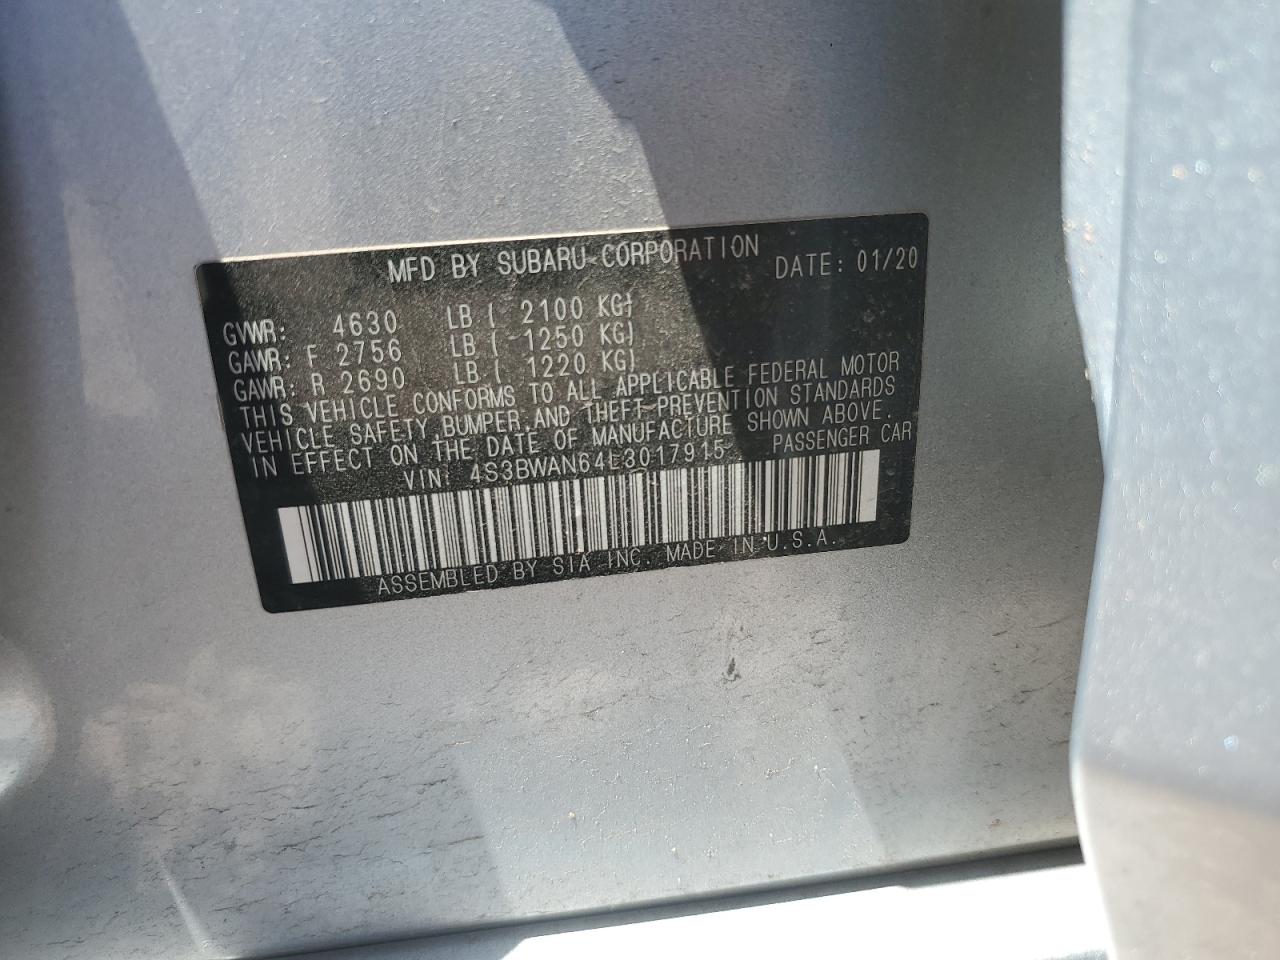 MFD BY SUBARU CORPORATION DATE: 01/20
GVWR: 4630 LB ( 2100 KG)
GAWR: F 2756 LB ( 1250 KG)
GAWR: R 2690 LB ( 1220 KG)
THIS VEHICLE CONFORMS TO ALL APPLICABLE FEDERAL MOTOR
VEHICLE SAFETY, BUMPER, AND THEFT PREVENTION STANDARDS
IN EFFECT ON THE DATE OF MANUFACTURE SHOWN ABOVE.
VIN: 4S3BWAN64L3017915 PASSENGER CAR
ASSEMBLED BY SIA INC. MADE IN U.S.A.